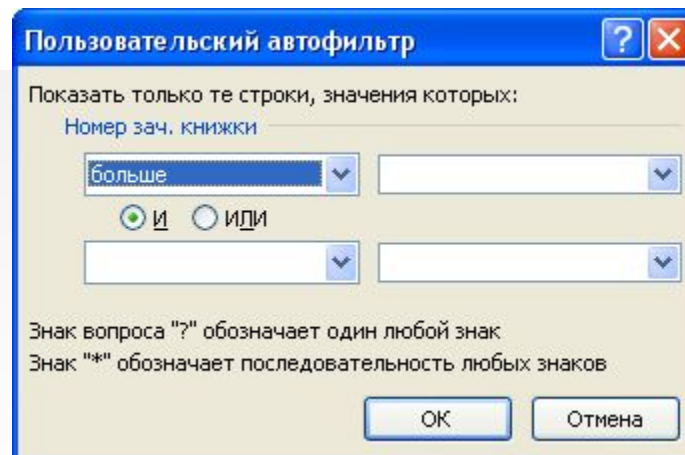 Пользовательский автофильтр
Показать только те строки, значения которых:
Номер зач. книжки
больше
И ИЛИ
Знак вопроса "?" обозначает один любой знак
Знак "*" обозначает последовательность любых знаков
ОК Отмена